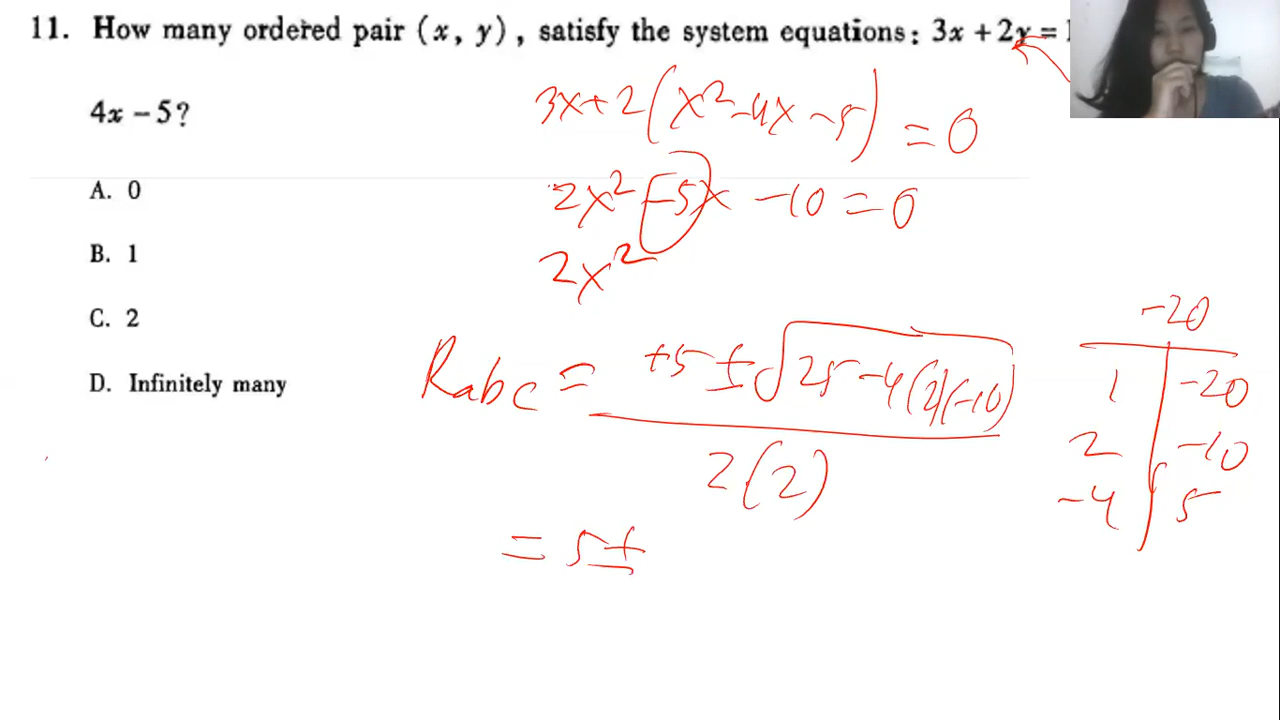 11. How many ordered pair (x, y), satisfy the system equations: 3x + 2y =
4x – 5?
A. 0
B. 1
C. 2
D. Infinitely many
3x+2(x²-4x-5) = 0
2x² -5x -10 = 0
2x²
Rabc = +5 ± √25-4(2)(-10)
2(2)
= 5±
-20
1 -20
2 -10
-4 5